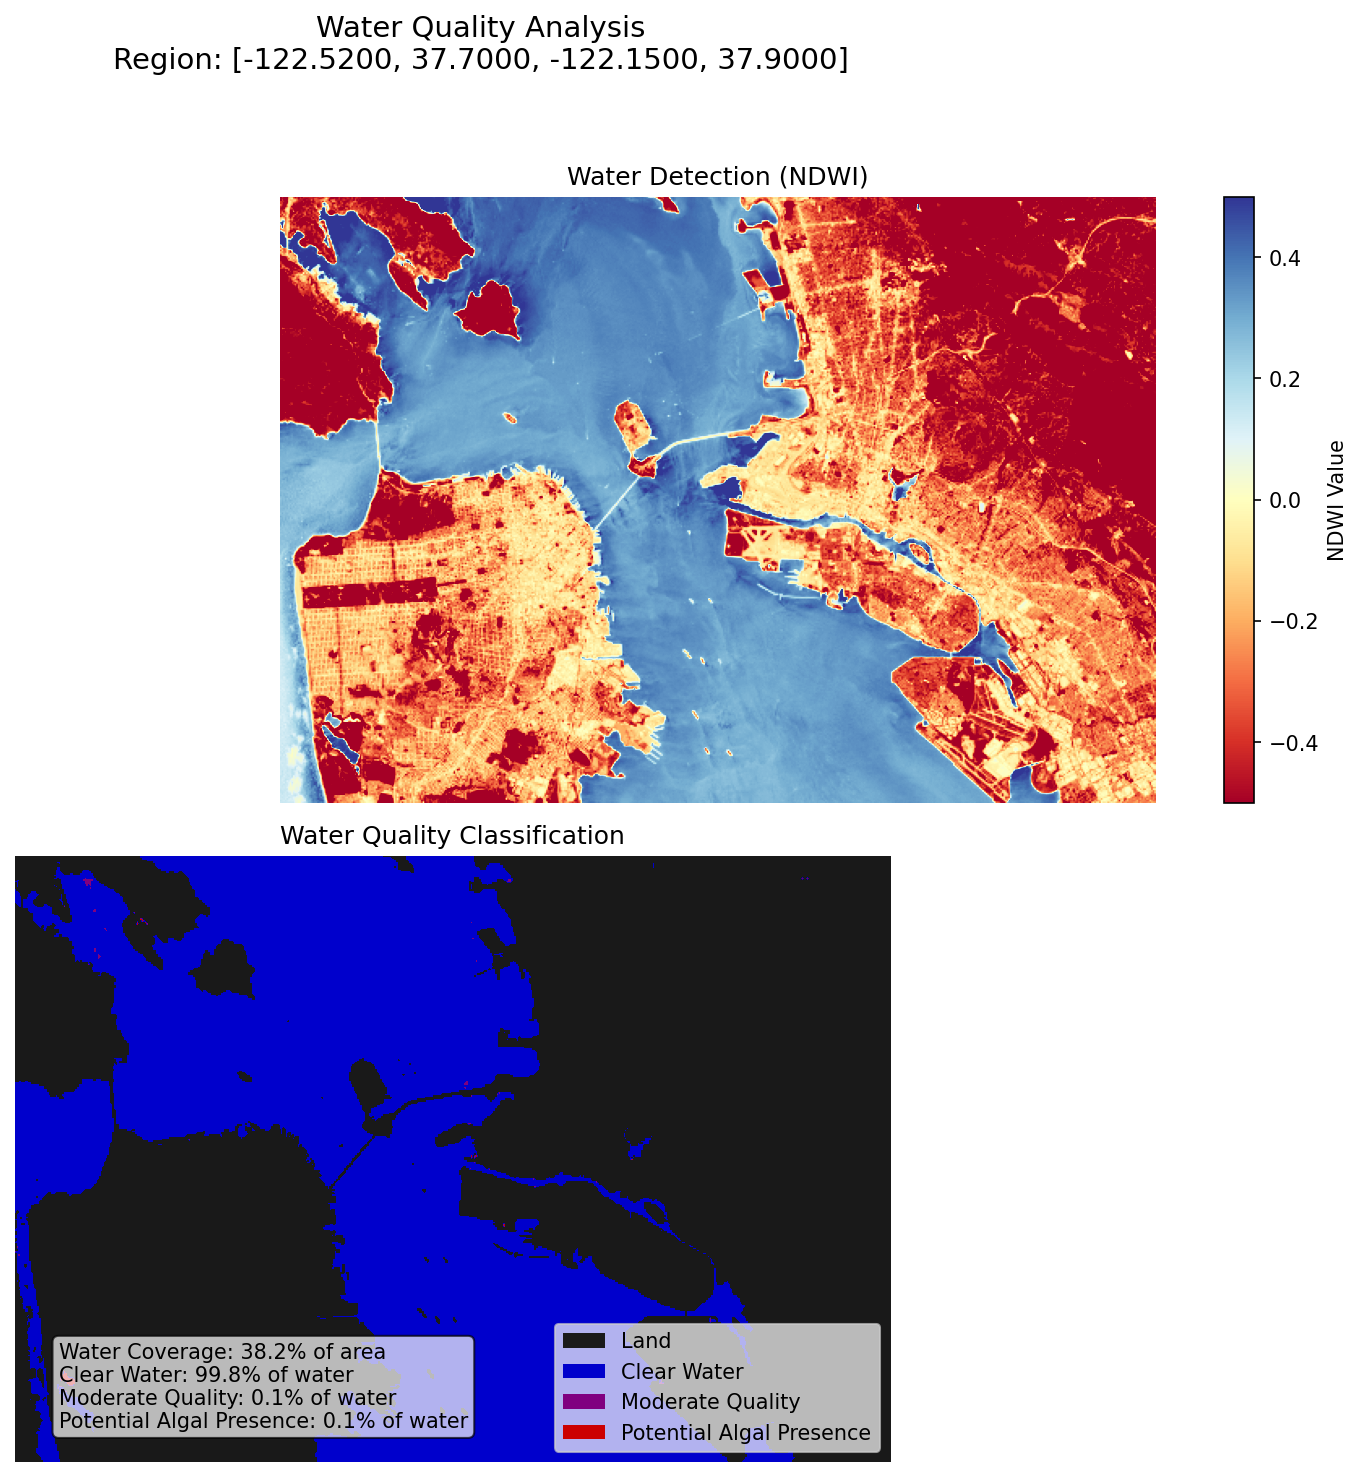 Water Quality Analysis
Region: [-122.5200, 37.7000, -122.1500, 37.9000]
Water Detection (NDWI)
0.4
0.2
0.0
−0.2
−0.4
NDWI Value
Water Quality Classification
Water Coverage: 38.2% of area
Clear Water: 99.8% of water
Moderate Quality: 0.1% of water
Potential Algal Presence: 0.1% of water
Land
Clear Water
Moderate Quality
Potential Algal Presence